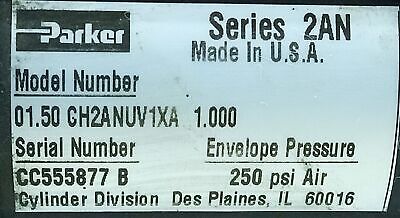 Parker Series 2AN
Made In U.S.A.
Model Number
01.50 CH2ANUV1XA 1.000
Serial Number Envelope Pressure
CC555877 B 250 psi Air
Cylinder Division Des Plaines, IL 60016